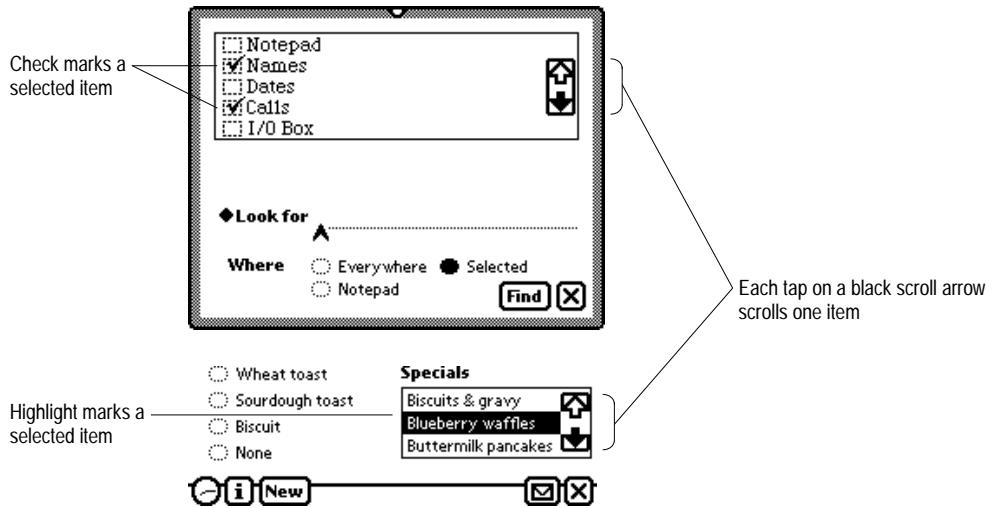 Notepad
Names
Dates
Calls
I/O Box
Check marks a
selected item
Look for
Where
Everywhere
Selected
Notepad
Find
Each tap on a black scroll arrow
scrolls one item
Wheat toast
Sourdough toast
Biscuit
None
Specials
Biscuits & gravy
Blueberry waffles
Buttermilk pancakes
Highlight marks a
selected item
i
New